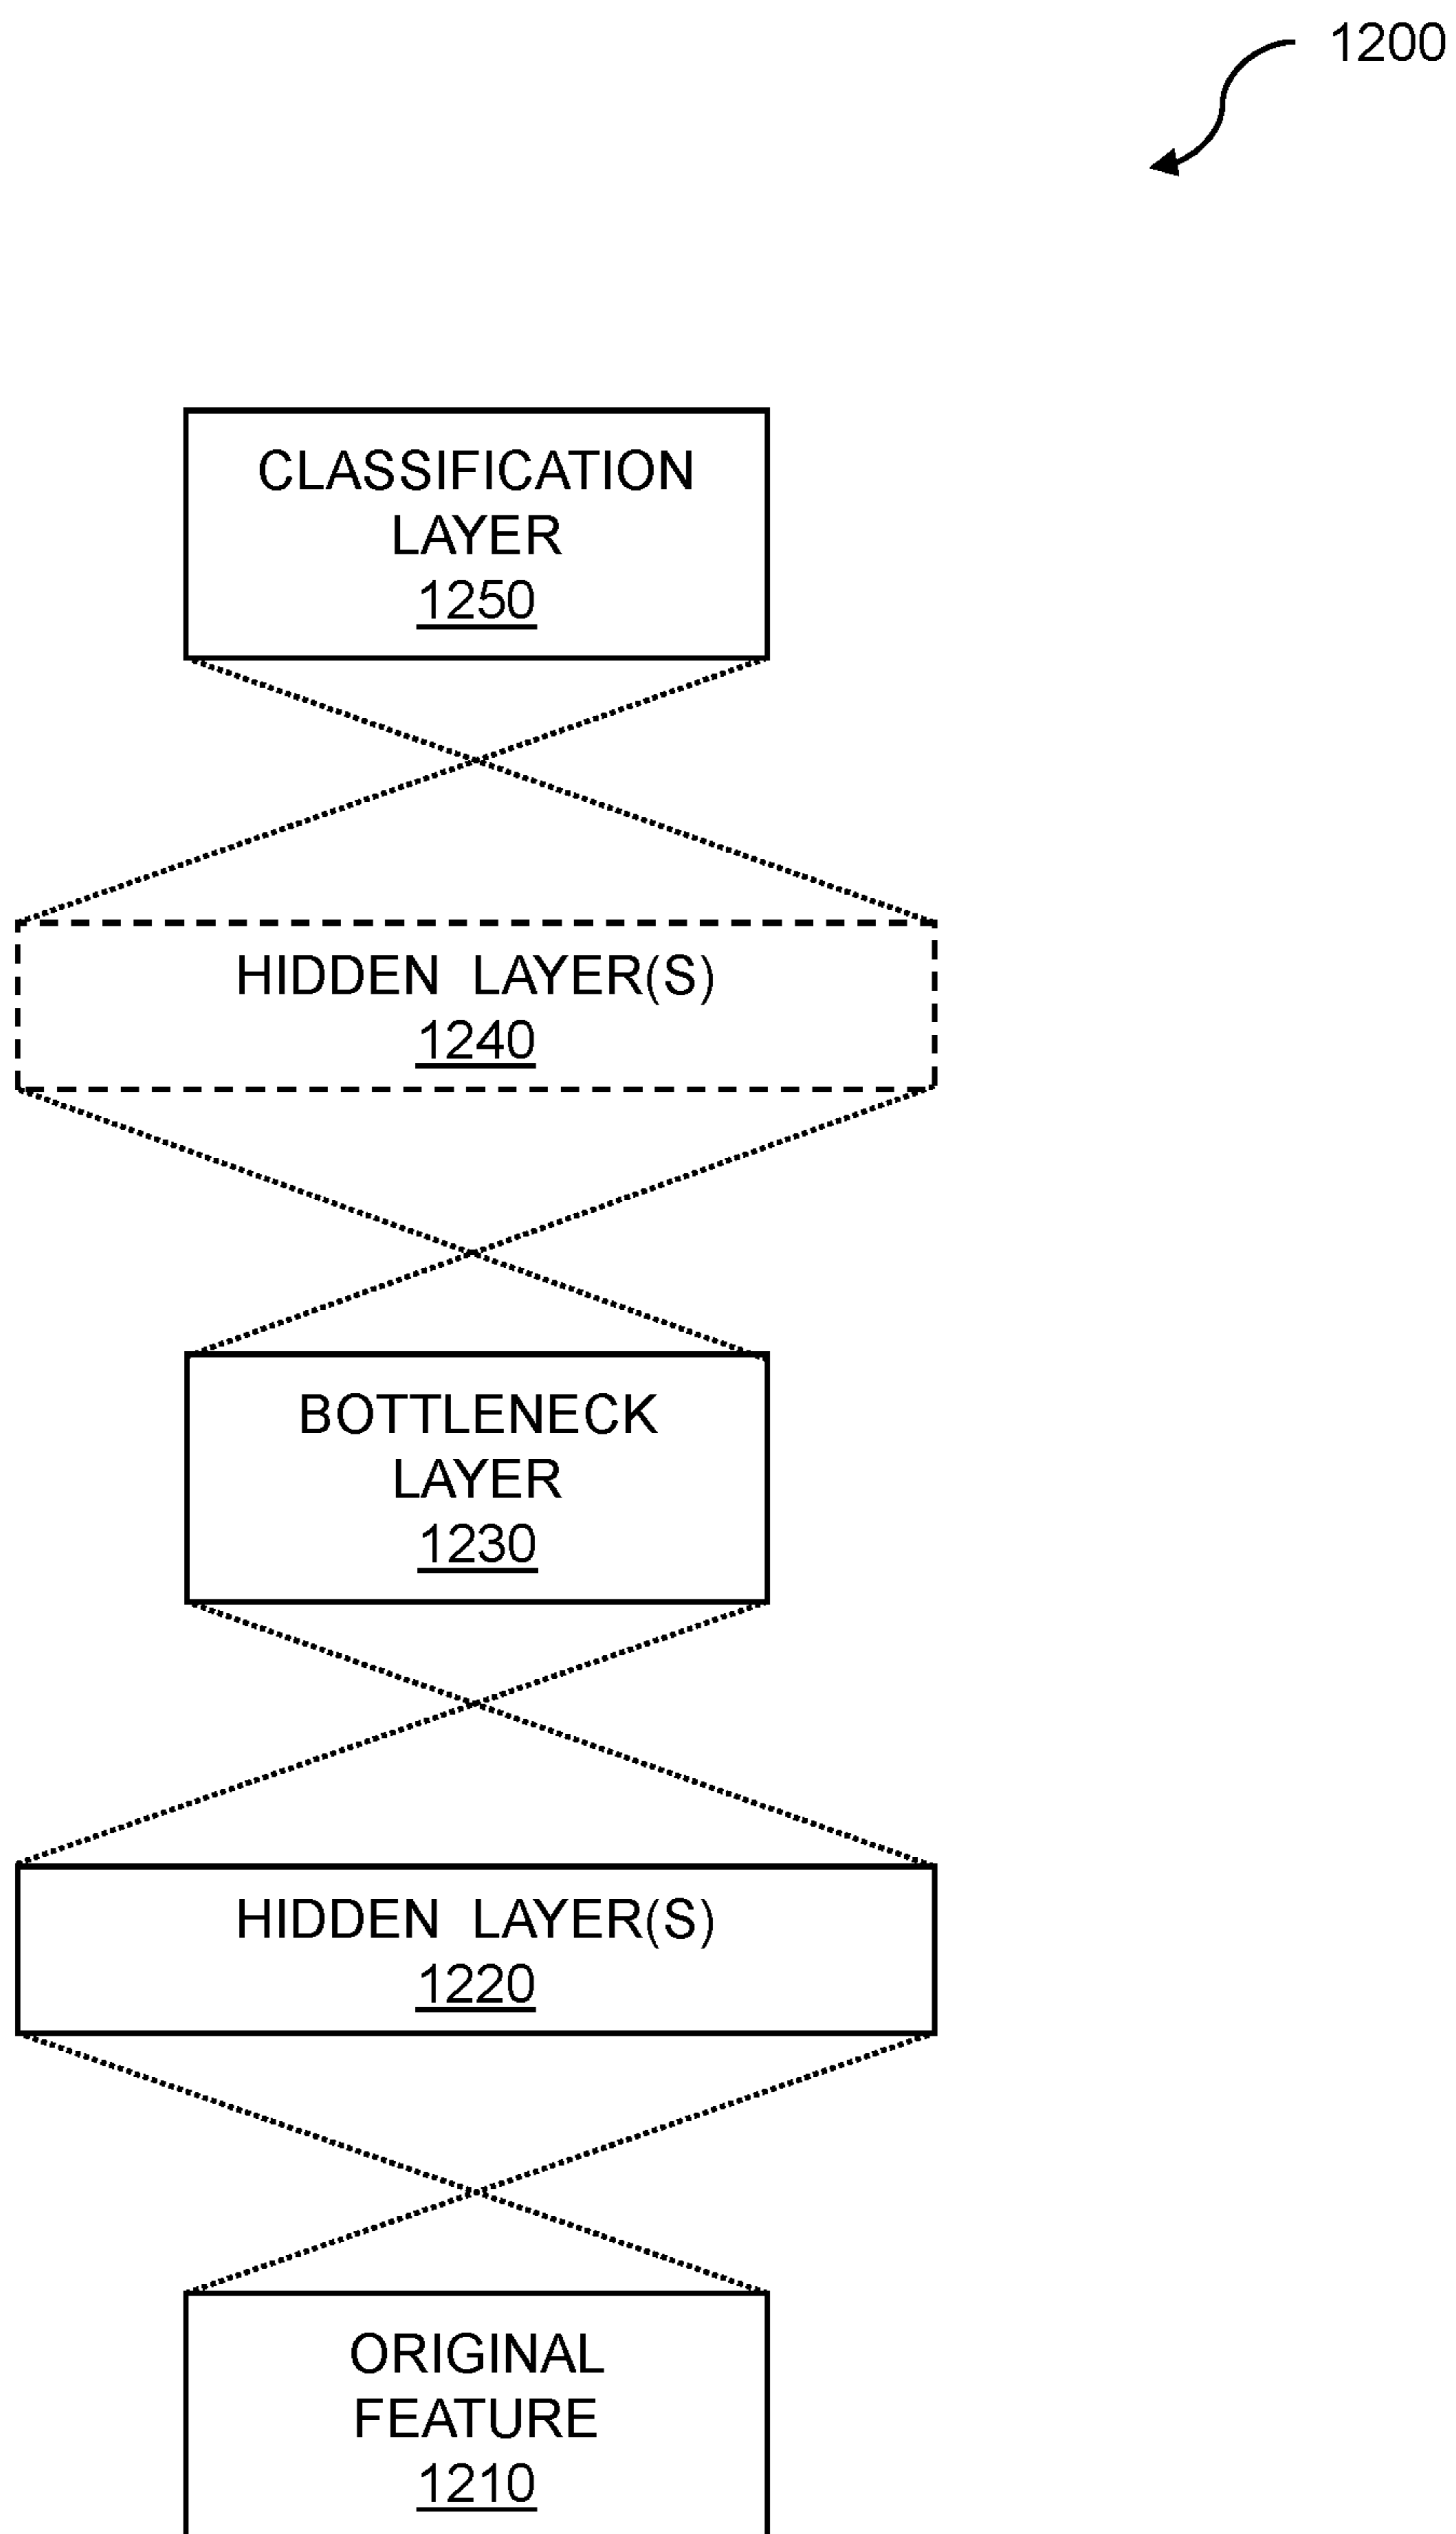 1200
CLASSIFICATION
LAYER
1250
HIDDEN LAYER(S)
1240
BOTTLENECK
LAYER
1230
HIDDEN LAYER(S)
1220
ORIGINAL
FEATURE
1210